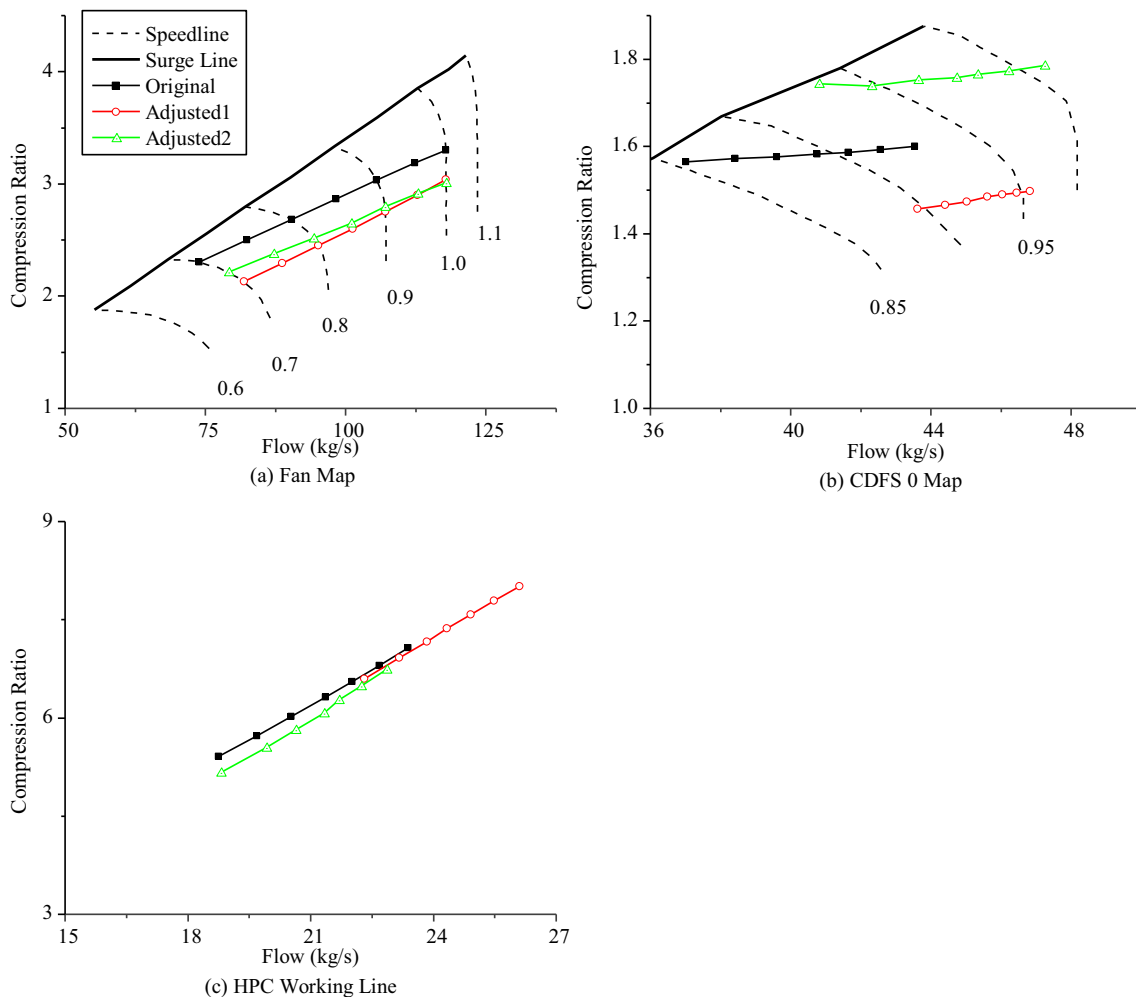 Speedline
Surge Line
Original
Adjusted1
Adjusted2
4
3
2
1
Compression Ratio
0.6
0.7
0.8
0.9
1.0
1.1
50
75
100
125
Flow (kg/s)
(a) Fan Map
1.8
1.6
1.4
1.2
1.0
Compression Ratio
0.85
0.95
36
40
44
48
Flow (kg/s)
(b) CDFS 0 Map
9
6
3
Compression Ratio
15
18
21
24
27
Flow (kg/s)
(c) HPC Working Line